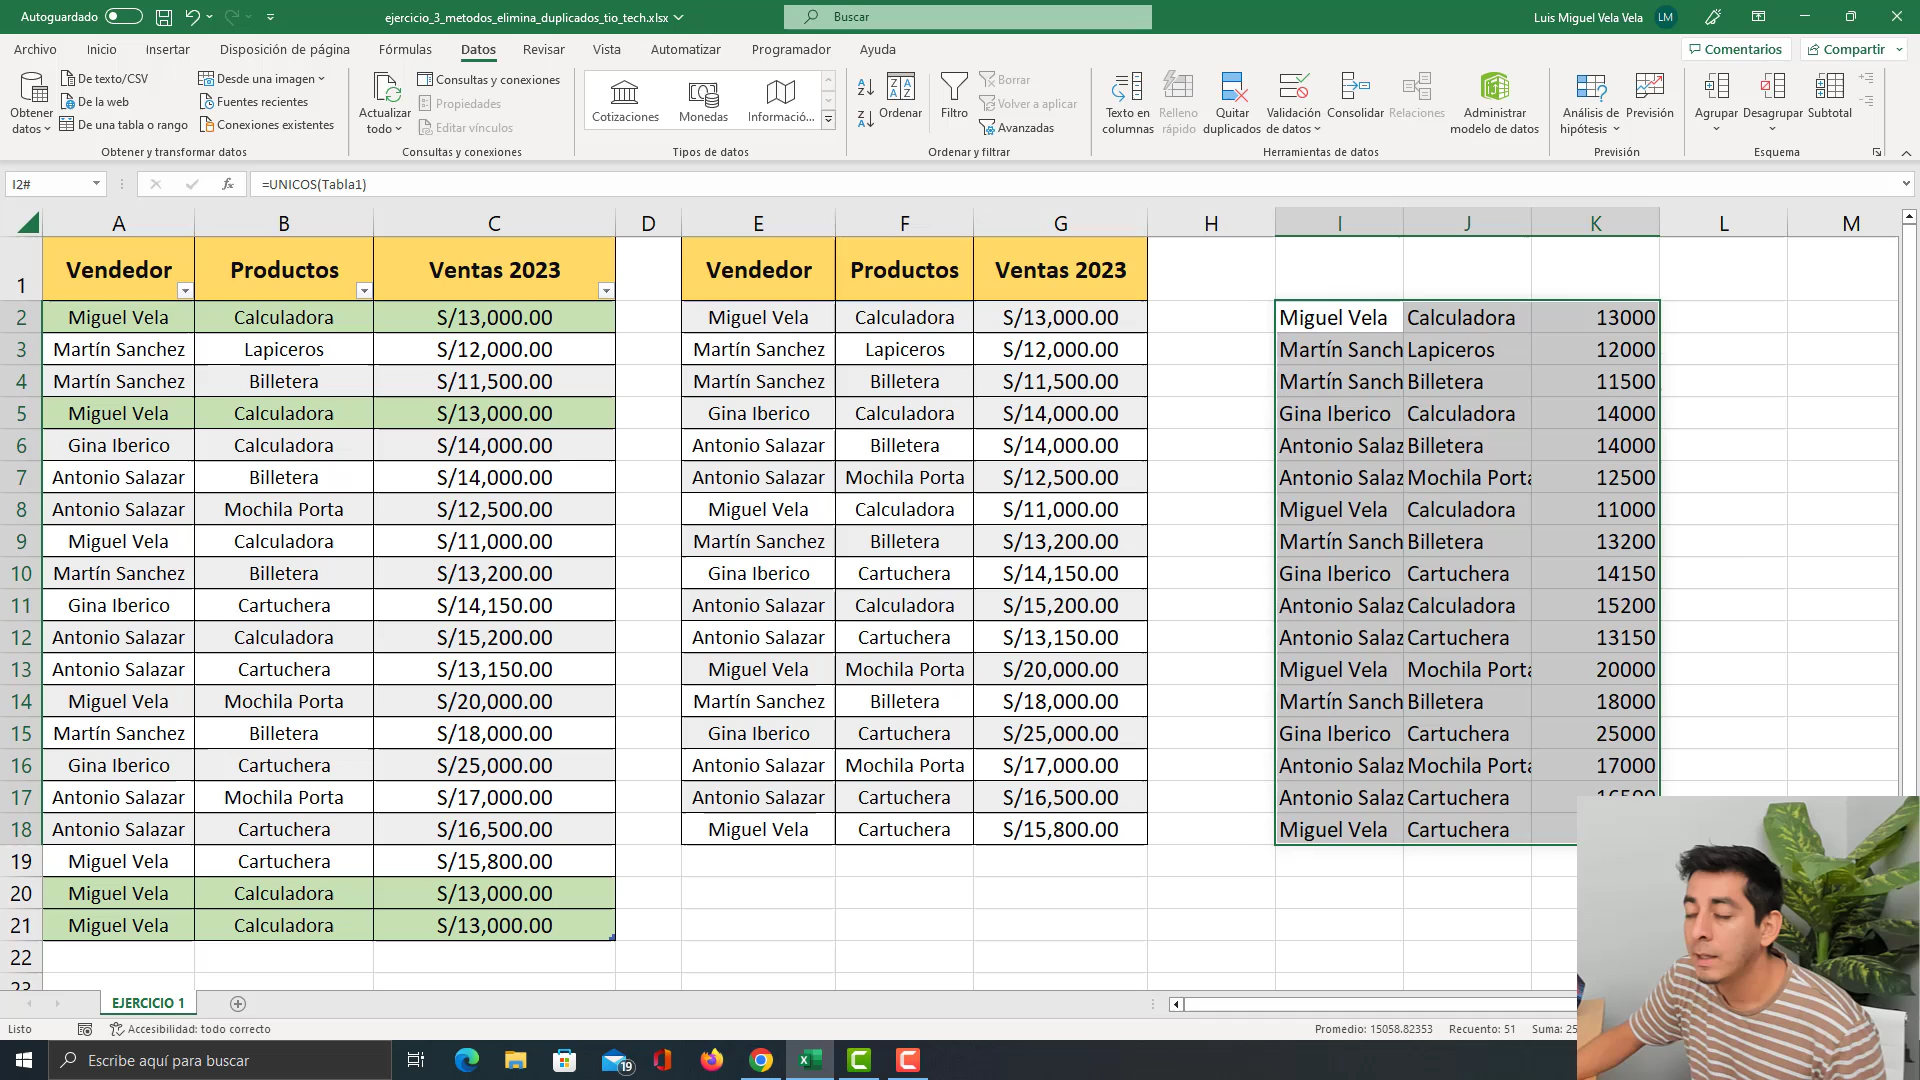 Autoguardado
ejercicio_3_metodos_elimina_duplicados_tio_tech.xlsx
Buscar
Luis Miguel Vela Vela LM
Archivo Inicio Insertar Disposición de página Fórmulas Datos Revisar Vista Automatizar Programador Ayuda
Comentarios Compartir
Obtener datos
De texto/CSV
De la web
De una tabla o rango
Desde una imagen
Fuentes recientes
Conexiones existentes
Obtener y transformar datos
Actualizar todo
Consultas y conexiones
Propiedades
Editar vínculos
Consultas y conexiones
Cotizaciones Monedas Informació...
Tipos de datos
Ordenar
Filtro
Borrar
Volver a aplicar
Avanzadas
Ordenar y filtrar
Texto en columnas
Relleno rápido
Quitar duplicados
Validación de datos
Consolidar
Relaciones
Administrar modelo de datos
Herramientas de datos
Análisis de hipótesis
Previsión
Previsión
Agrupar
Desagrupar
Subtotal
Esquema
I2#
fx
=UNICOS(Tabla1)
A B C D E F G H I J K L M
1 Vendedor Productos Ventas 2023 Vendedor Productos Ventas 2023
2 Miguel Vela Calculadora S/13,000.00 Miguel Vela Calculadora S/13,000.00 Miguel Vela Calculadora 13000
3 Martín Sanchez Lapiceros S/12,000.00 Martín Sanchez Lapiceros S/12,000.00 Martín Sanch Lapiceros 12000
4 Martín Sanchez Billetera S/11,500.00 Martín Sanchez Billetera S/11,500.00 Martín Sanch Billetera 11500
5 Miguel Vela Calculadora S/13,000.00 Gina Iberico Calculadora S/14,000.00 Gina Iberico Calculadora 14000
6 Gina Iberico Calculadora S/14,000.00 Antonio Salazar Billetera S/14,000.00 Antonio Salaz Billetera 14000
7 Antonio Salazar Billetera S/14,000.00 Antonio Salazar Mochila Porta S/12,500.00 Antonio Salaz Mochila Porta 12500
8 Antonio Salazar Mochila Porta S/12,500.00 Miguel Vela Calculadora S/11,000.00 Miguel Vela Calculadora 11000
9 Miguel Vela Calculadora S/11,000.00 Martín Sanchez Billetera S/13,200.00 Martín Sanch Billetera 13200
10 Martín Sanchez Billetera S/13,200.00 Gina Iberico Cartuchera S/14,150.00 Gina Iberico Cartuchera 14150
11 Gina Iberico Cartuchera S/14,150.00 Antonio Salazar Calculadora S/15,200.00 Antonio Salaz Calculadora 15200
12 Antonio Salazar Calculadora S/15,200.00 Antonio Salazar Cartuchera S/13,150.00 Antonio Salaz Cartuchera 13150
13 Antonio Salazar Cartuchera S/13,150.00 Miguel Vela Mochila Porta S/20,000.00 Miguel Vela Mochila Porta 20000
14 Miguel Vela Mochila Porta S/20,000.00 Martín Sanchez Billetera S/18,000.00 Martín Sanch Billetera 18000
15 Martín Sanchez Billetera S/18,000.00 Gina Iberico Cartuchera S/25,000.00 Gina Iberico Cartuchera 25000
16 Gina Iberico Cartuchera S/25,000.00 Antonio Salazar Mochila Porta S/17,000.00 Antonio Salaz Mochila Porta 17000
17 Antonio Salazar Mochila Porta S/17,000.00 Antonio Salazar Cartuchera S/16,500.00 Antonio Salaz Cartuchera
18 Antonio Salazar Cartuchera S/16,500.00 Miguel Vela Cartuchera S/15,800.00 Miguel Vela Cartuchera
19 Miguel Vela Cartuchera S/15,800.00
20 Miguel Vela Calculadora S/13,000.00
21 Miguel Vela Calculadora S/13,000.00
22
23
EJERCICIO 1
Listo
Accesibilidad: todo correcto
Promedio: 15058.82353 Recuento: 51 Suma: 25
Escribe aquí para buscar
19